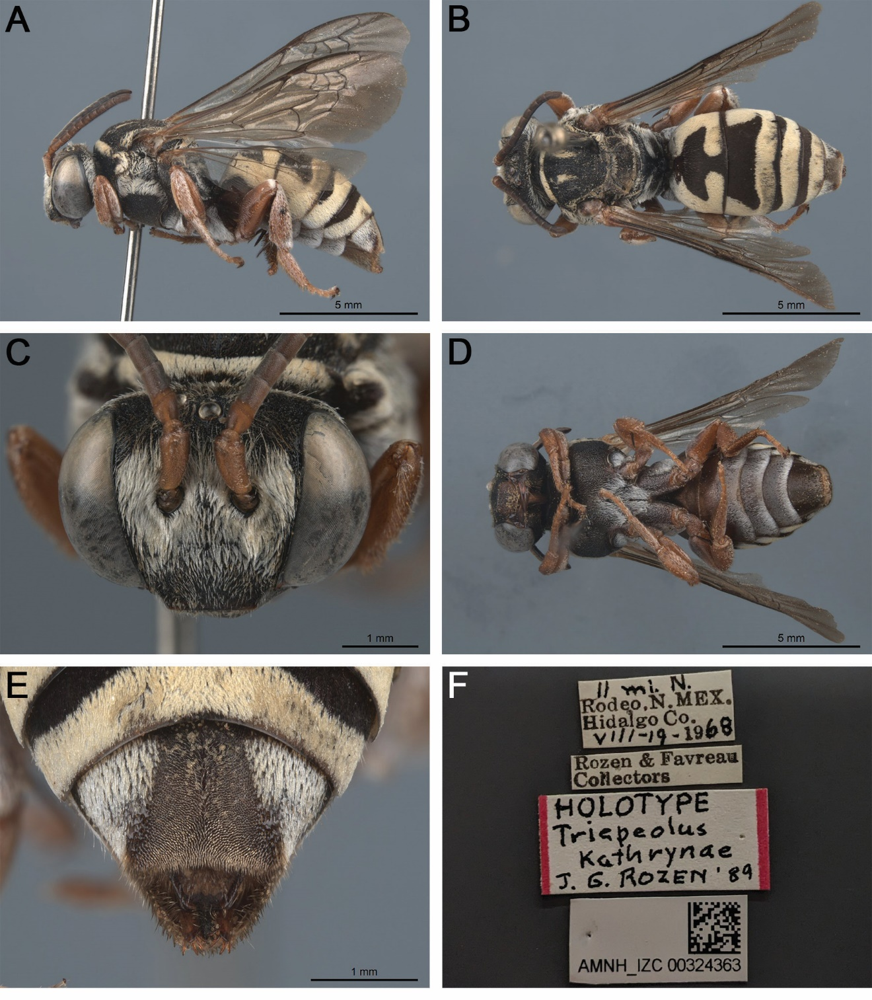 A
5 mm
B
5 mm
C
1 mm
D
5 mm
E
1 mm
F
11 mi. N.
Rodeo, N. MEX.
Hidalgo Co.
VIII-19-1968
Rozen & Favreau
Collectors
HOLOTYPE
Triepeolus
Kathrynae
J. G. ROZEN '89
AMNH_IZC 00324363